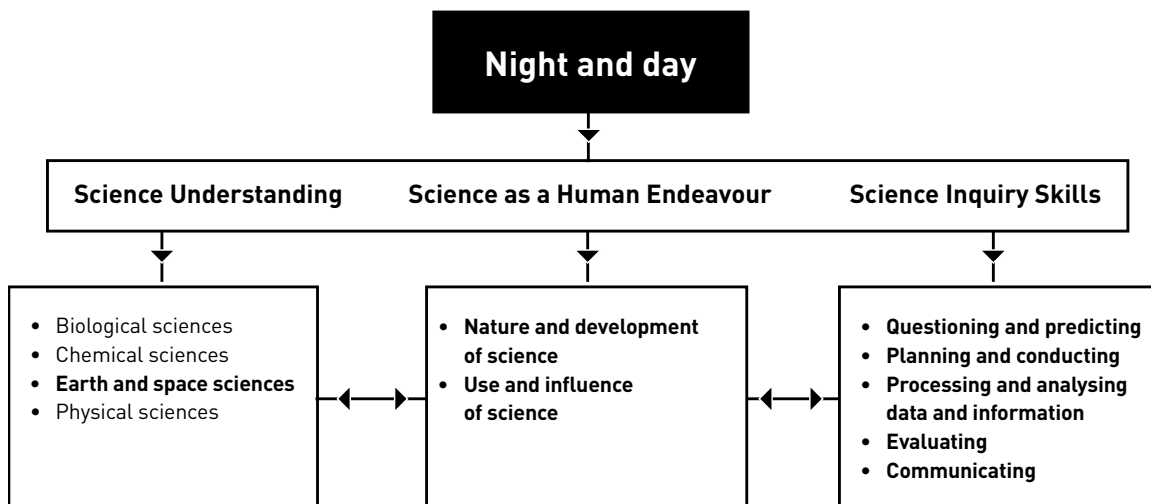 Night and day
Science Understanding
Science as a Human Endeavour
Science Inquiry Skills
• Biological sciences
• Chemical sciences
• Earth and space sciences
• Physical sciences
• Nature and development
of science
• Use and influence
of science
• Questioning and predicting
• Planning and conducting
• Processing and analysing
data and information
• Evaluating
• Communicating